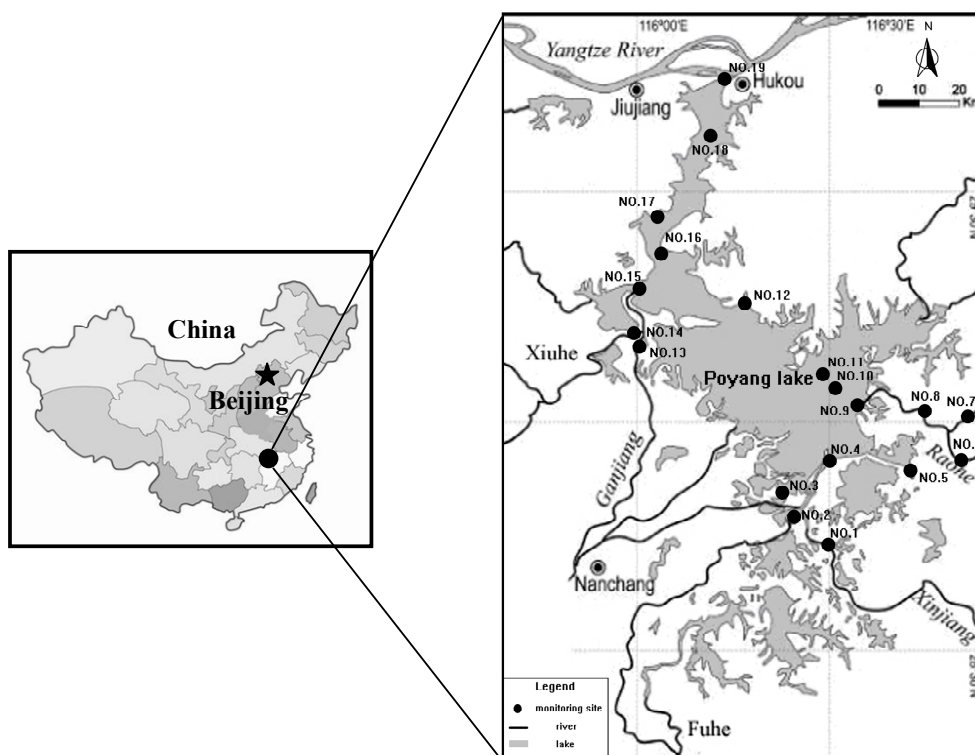 China
Beijing
116°00'E
116°30'E
N
0 10 20
Yangtze River
NO.19
Hukou
Jiujiang
NO.18
NO.17
NO.16
NO.15
NO.12
NO.14
NO.13
Xiuhe
NO.11
Poyang lake
NO.10
NO.9
NO.8
NO.7
NO.4
NO.5
NO.3
NO.2
NO.1
Ganjiang
Nanchang
Xinjiang
Fuhe
Legend
monitoring site
river
lake